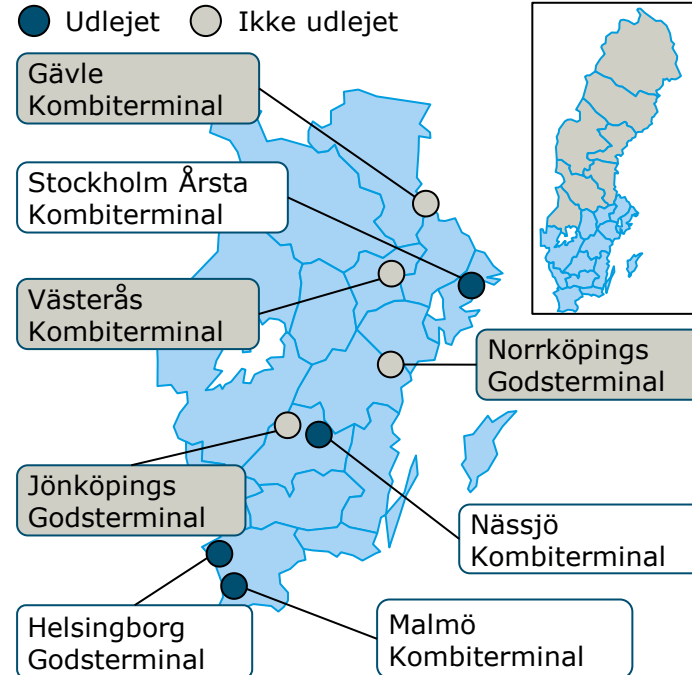 Udlejet
Ikke udlejet
Gävle
Kombiterminal
Stockholm Årsta
Kombiterminal
Västerås
Kombiterminal
Norrköpings
Godsterminal
Jönköpings
Godsterminal
Nässjö
Kombiterminal
Helsingborg
Godsterminal
Malmö
Kombiterminal